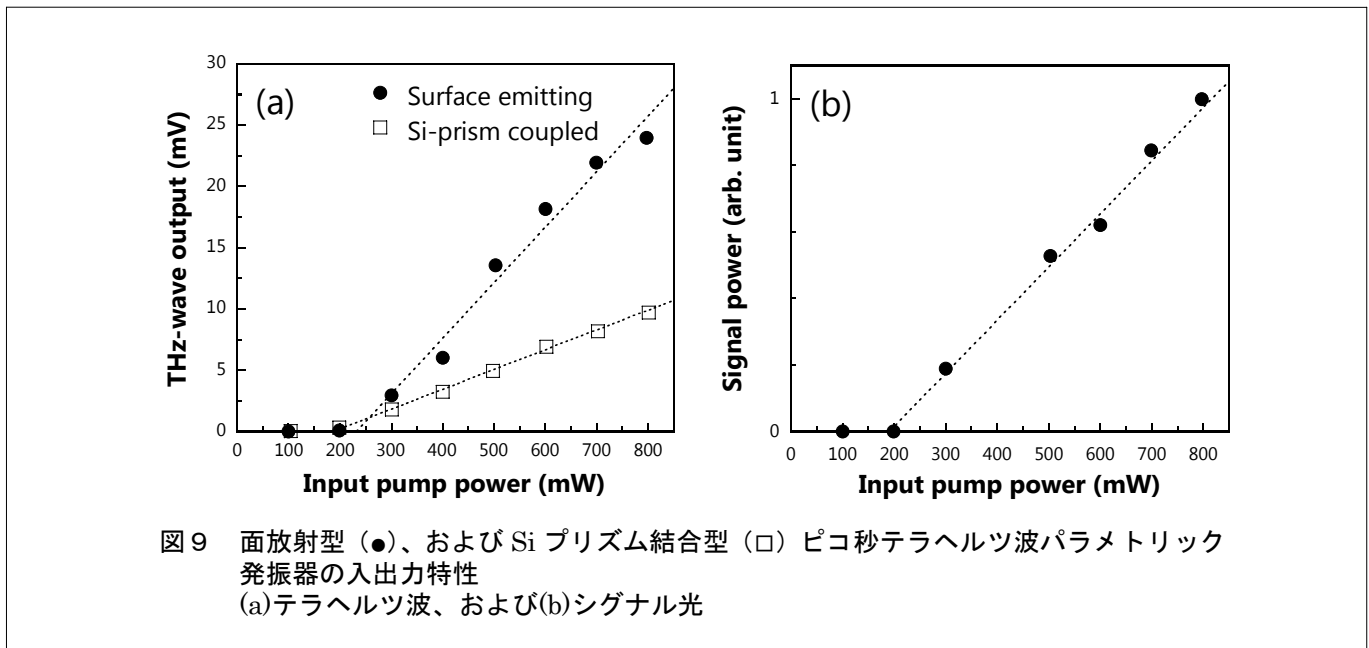 (a)
● Surface emitting
□ Si-prism coupled
THz-wave output (mV)
30
25
20
15
10
5
0
0 100 200 300 400 500 600 700 800
Input pump power (mW)
(b)
Signal power (arb. unit)
1
0
0 100 200 300 400 500 600 700 800
Input pump power (mW)
図９ 面放射型（●）、および Si プリズム結合型（□）ピコ秒テラヘルツ波パラメトリック
発振器の入出力特性
(a)テラヘルツ波、および(b)シグナル光